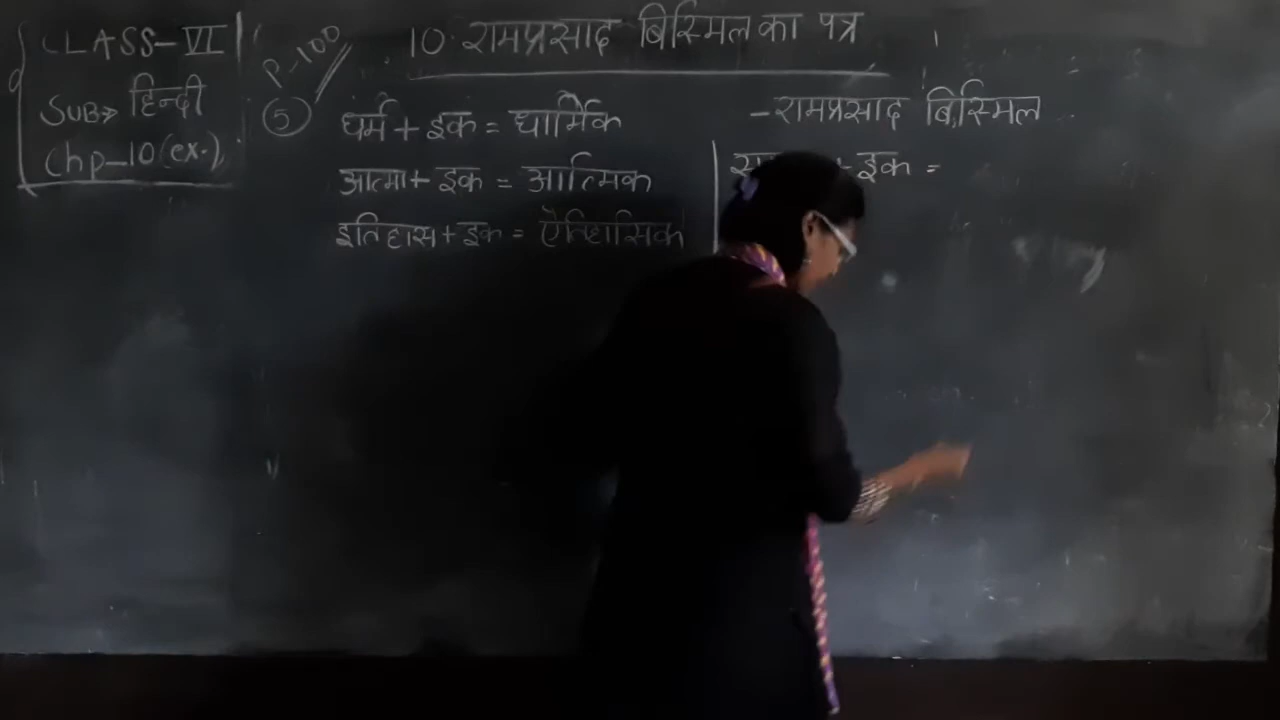 CLASS-VI
SUB⇒ हिन्दी
Chp-10(ex.)
P-100
10. रामप्रसाद बिस्मिल का पत्र
- रामप्रसाद बिस्मिल
5 धर्म + इक = धार्मिक
आत्मा + इक = आत्मिक
इतिहास + इक = ऐतिहासिक
+ इक =